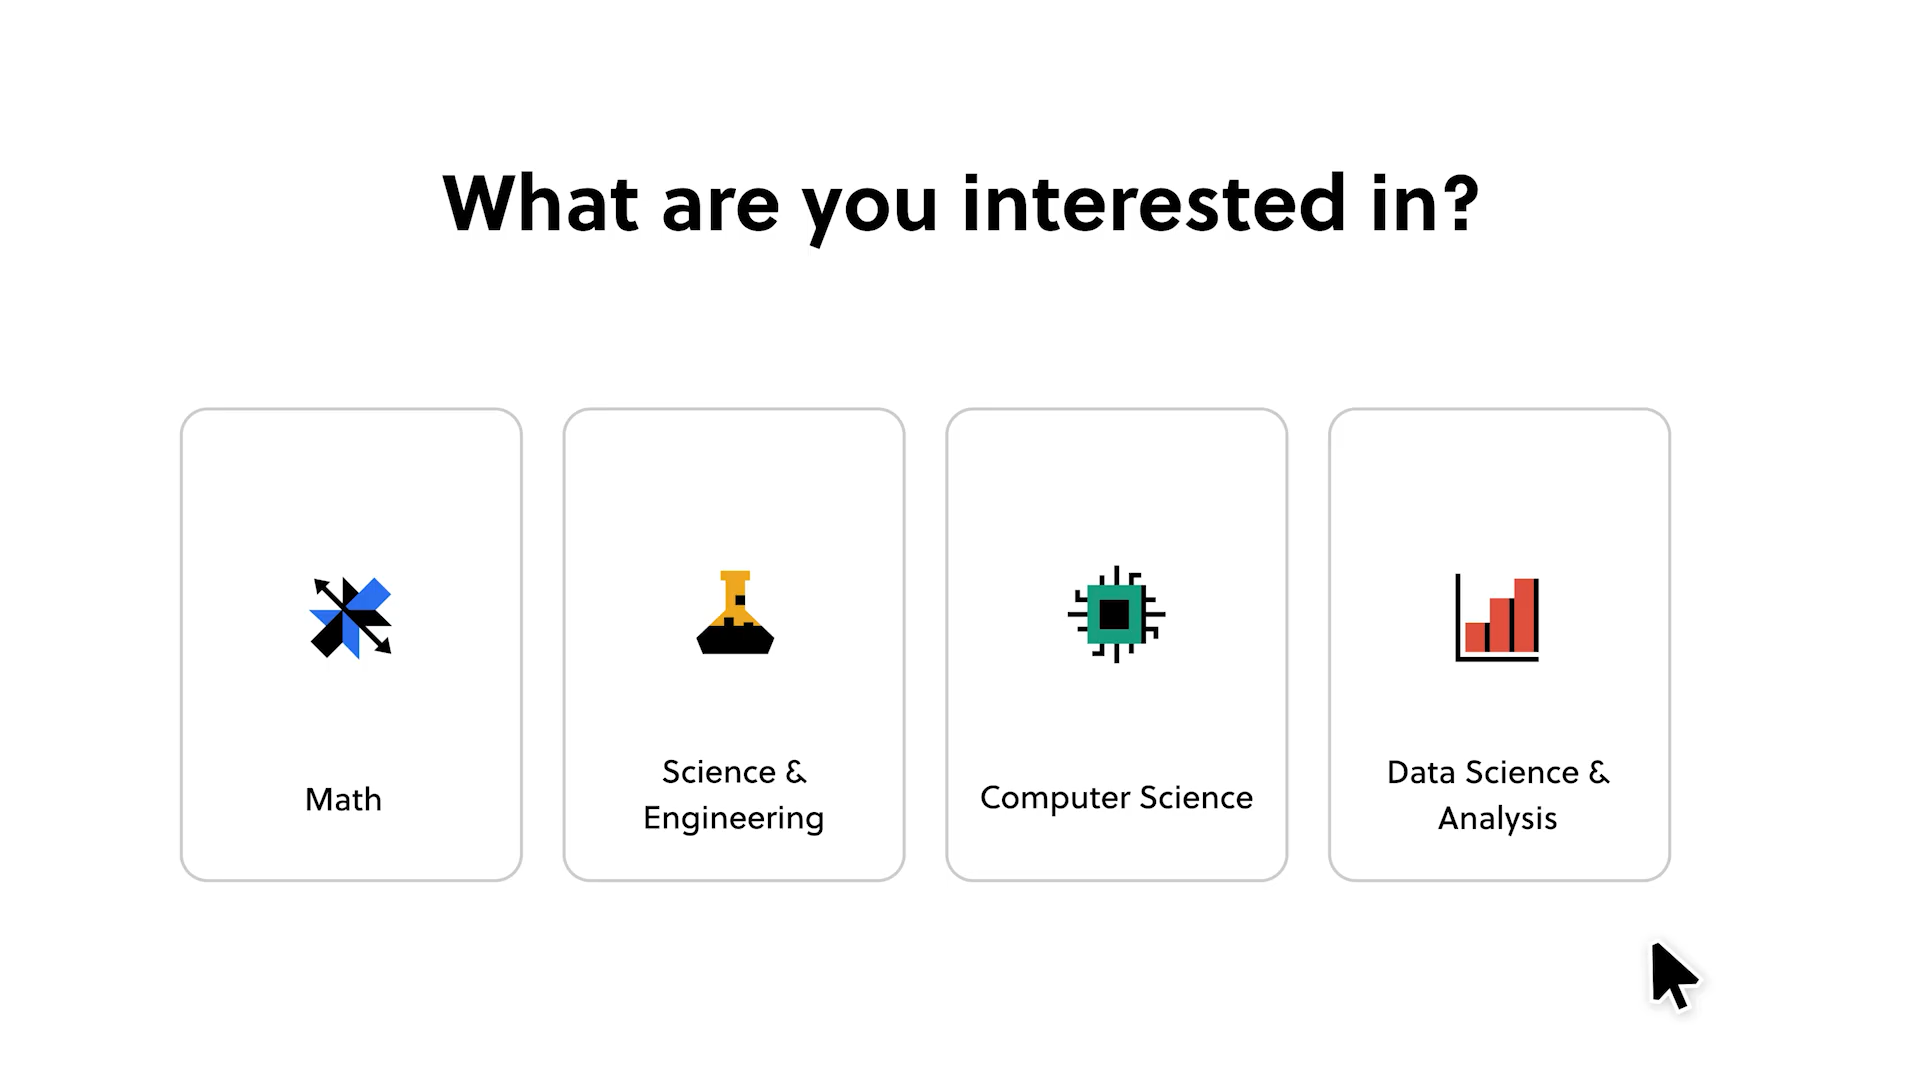 What are you interested in?
Math
Science &
Engineering
Computer Science
Data Science &
Analysis